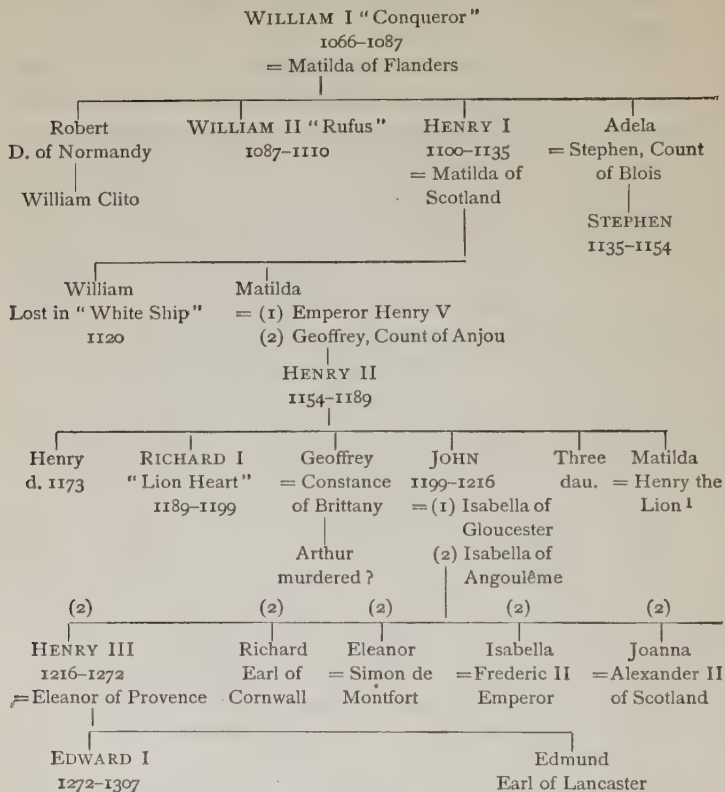 WILLIAM I "Conqueror"
1066–1087
= Matilda of Flanders
Robert
D. of Normandy
William Clito
WILLIAM II "Rufus"
1087–1110
HENRY I
1100–1135
= Matilda of
Scotland
Adela
= Stephen, Count
of Blois
STEPHEN
1135–1154
William
Lost in "White Ship"
1120
Matilda
= (1) Emperor Henry V
(2) Geoffrey, Count of Anjou
HENRY II
1154–1189
Henry
d. 1173
RICHARD I
"Lion Heart"
1189–1199
Geoffrey
= Constance
of Brittany
Arthur
murdered ?
JOHN
1199–1216
= (1) Isabella of
Gloucester
(2) Isabella of
Angoulême
Three
dau.
Matilda
= Henry the
Lion 1
(2)
HENRY III
1216–1272
=Eleanor of Provence
(2)
Richard
Earl of
Cornwall
(2)
Eleanor
= Simon de
Montfort
(2)
Isabella
=Frederic II
Emperor
(2)
Joanna
=Alexander II
of Scotland
EDWARD I
1272–1307
Edmund
Earl of Lancaster